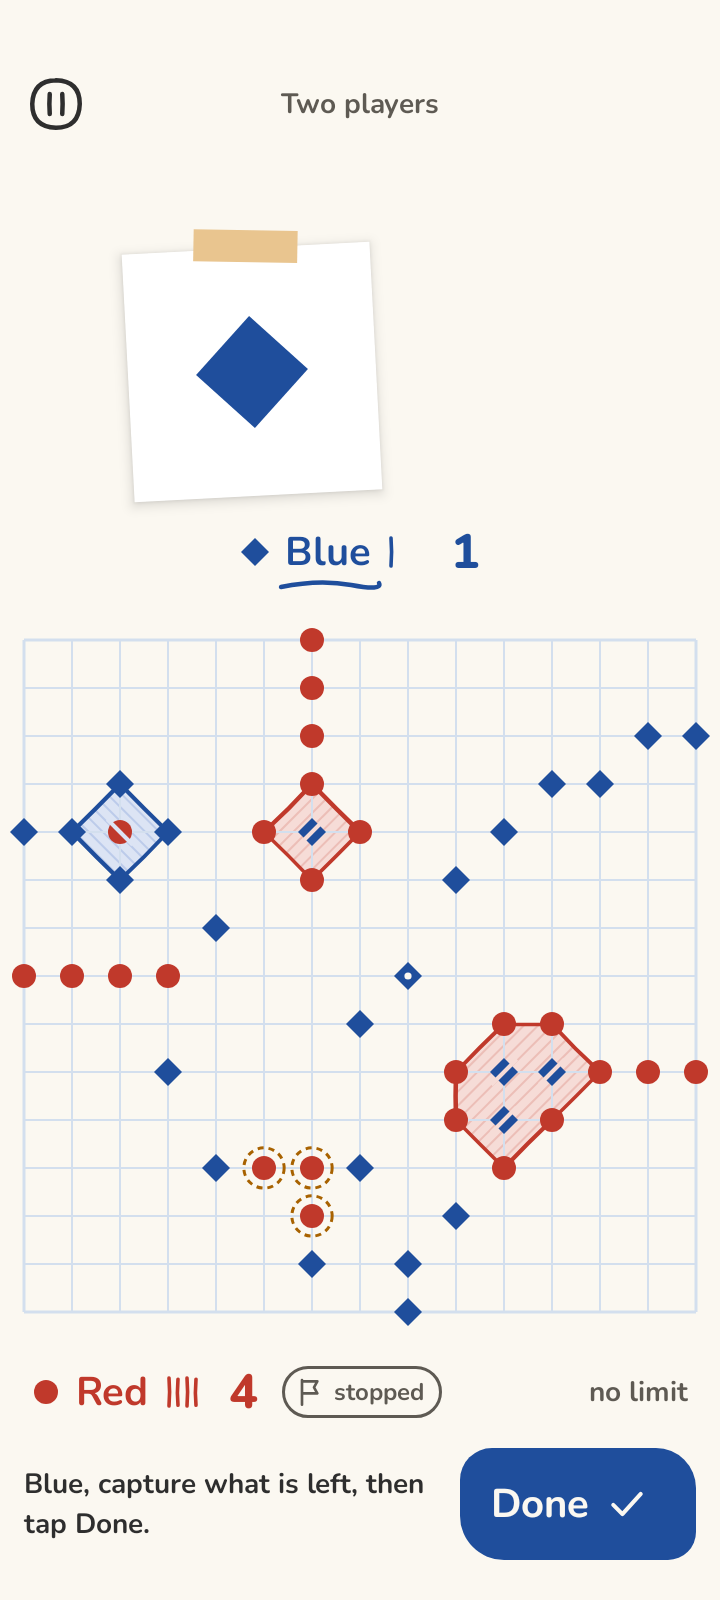 Two players
Blue 1
Red 4 stopped no limit
Blue, capture what is left, then
tap Done.
Done